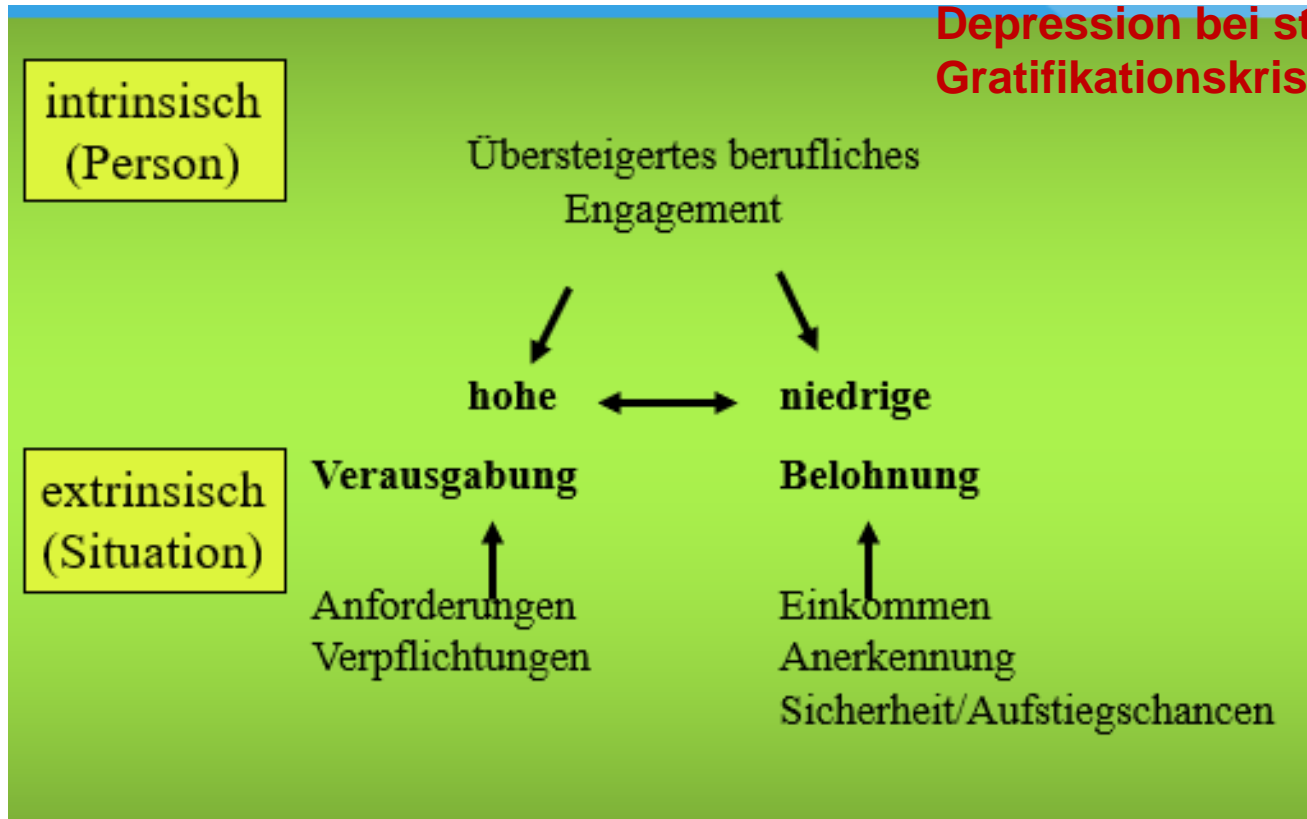 Depression bei st
Gratifikationskris
intrinsisch
(Person)
Übersteigertes berufliches
Engagement
hohe
niedrige
extrinsisch
(Situation)
Verausgabung
Belohnung
Anforderungen
Verpflichtungen
Einkommen
Anerkennung
Sicherheit/Aufstiegschancen